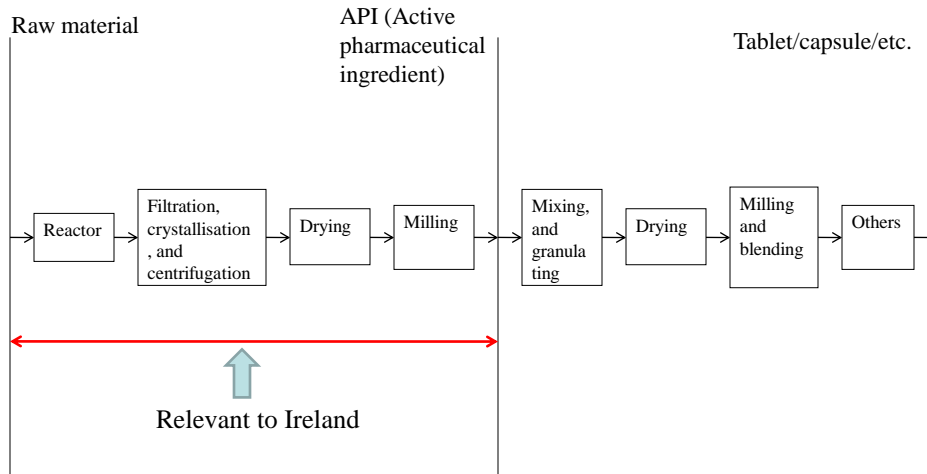 Raw material
API (Active
pharmaceutical
ingredient)
Tablet/capsule/etc.
Reactor
Filtration,
crystallisation
, and
centrifugation
Drying
Milling
Mixing,
and
granula
ting
Drying
Milling
and
blending
Others
Relevant to Ireland